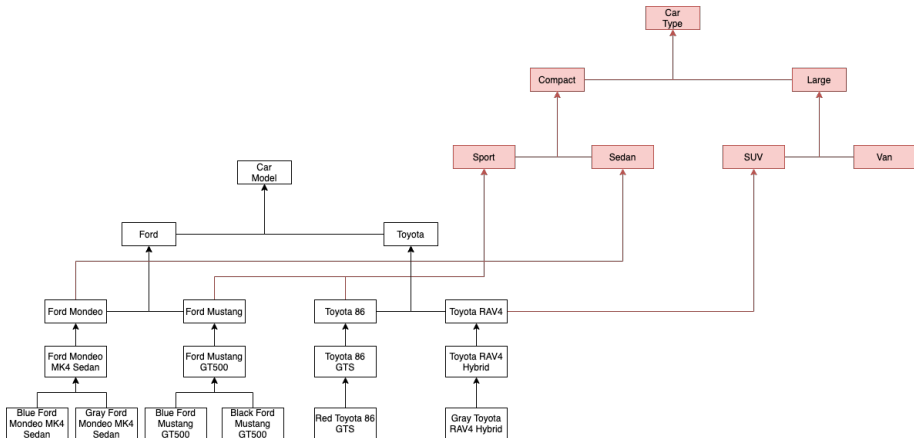 Car
Type
Compact
Large
Sport
Sedan
SUV
Van
Car
Model
Ford
Toyota
Ford Mondeo
Ford Mustang
Toyota 86
Toyota RAV4
Ford Mondeo
MK4 Sedan
Ford Mustang
GT500
Toyota 86
GTS
Toyota RAV4
Hybrid
Blue Ford
Mondeo MK4
Sedan
Gray Ford
Mondeo MK4
Sedan
Blue Ford
Mustang
GT500
Black Ford
Mustang
GT500
Red Toyota 86
GTS
Gray Toyota
RAV4 Hybrid